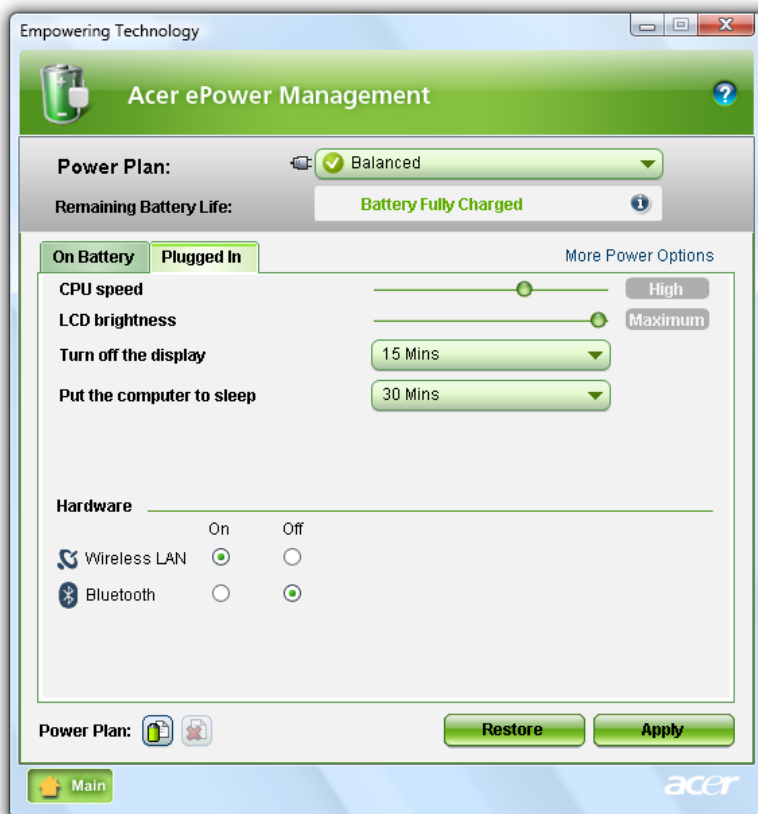 Empowering Technology
Acer ePower Management
Power Plan: Balanced
Remaining Battery Life: Battery Fully Charged
On Battery Plugged In More Power Options
CPU speed High
LCD brightness Maximum
Turn off the display 15 Mins
Put the computer to sleep 30 Mins
Hardware
On Off
Wireless LAN
Bluetooth
Power Plan: Restore Apply
Main acer